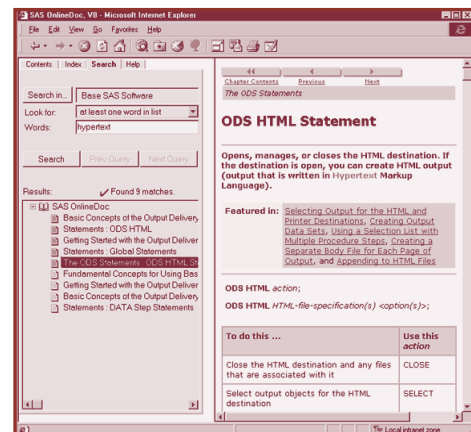 SAS OnlineDoc, V8 - Microsoft Internet Explorer
File Edit View Go Favorites Help
Contents Index Search Help
Search in... Base SAS Software
Look for: at least one word in list
Words: hypertext
Search Prev Query Next Query
Results: Found 9 matches.
SAS OnlineDoc
Basic Concepts of the Output Delivery
Statements : ODS HTML
Getting Started with the Output Deliver
Statements : Global Statements
The ODS Statements : ODS HTML St
Fundamental Concepts for Using Bas
Getting Started with the Output Deliver
Basic Concepts of the Output Delivery
Statements : DATA Step Statements
Chapter Contents Previous Next
The ODS Statements
ODS HTML Statement
Opens, manages, or closes the HTML destination. If
the destination is open, you can create HTML output
(output that is written in Hypertext Markup
Language).
Featured in: Selecting Output for the HTML and
Printer Destinations, Creating Output
Data Sets, Using a Selection List with
Multiple Procedure Steps, Creating a
Separate Body File for Each Page of
Output, and Appending to HTML Files
ODS HTML action;
ODS HTML HTML-file-specification(s) <option(s)>;
To do this ... Use this
action
Close the HTML destination and any files CLOSE
that are associated with it
Select output objects for the HTML SELECT
destination
Local intranet zone